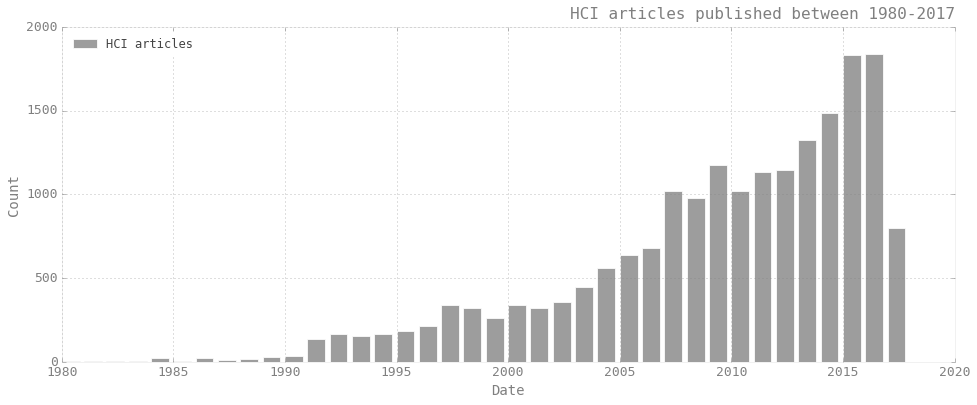 HCI articles published between 1980-2017
2000
HCI articles
1500
1000
500
0
Count
1980 1985 1990 1995 2000 2005 2010 2015 2020
Date